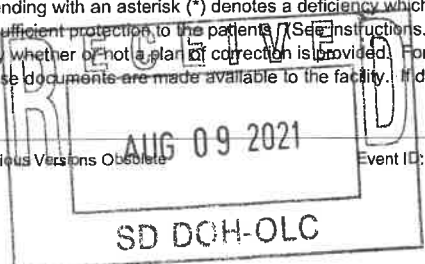 ending with an asterisk (*) denotes a deficiency which
sufficient protection to the patients. (See instructions.
whether or not a plan of correction is provided. For
se documents are made available to the facility. If d
RECEIVED
AUG 09 2021
ious Versions Obsolete Event ID:
SD DOH-OLC